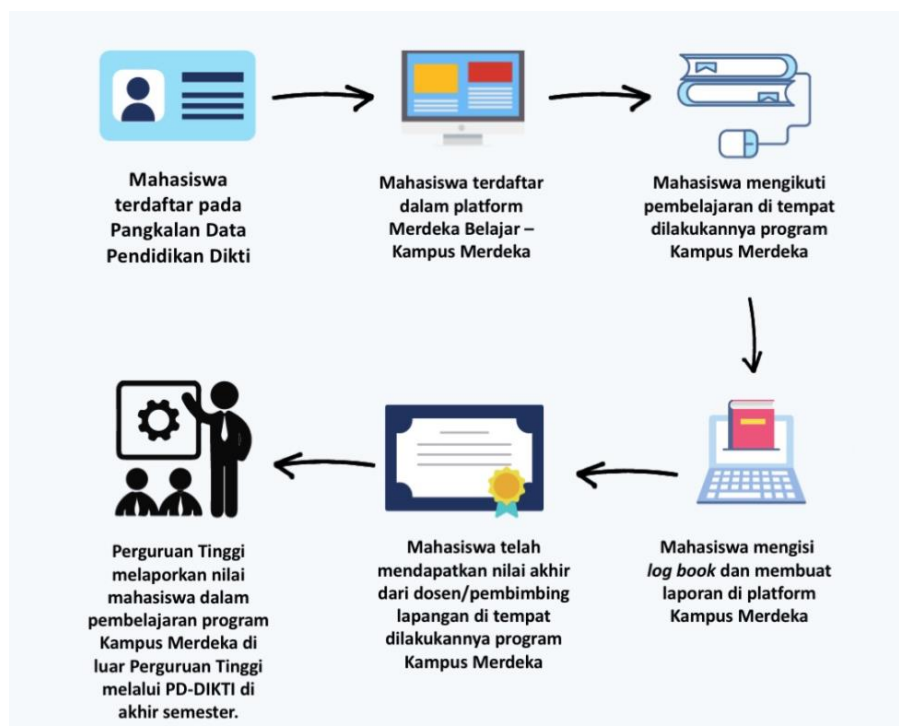 Mahasiswa
terdaftar pada
Pangkalan Data
Pendidikan Dikti
Mahasiswa terdaftar
dalam platform
Merdeka Belajar –
Kampus Merdeka
Mahasiswa mengikuti
pembelajaran di tempat
dilakukannya program
Kampus Merdeka
Mahasiswa mengisi
log book dan membuat
laporan di platform
Kampus Merdeka
Mahasiswa telah
mendapatkan nilai akhir
dari dosen/pembimbing
lapangan di tempat
dilakukannya program
Kampus Merdeka
Perguruan Tinggi
melaporkan nilai
mahasiswa dalam
pembelajaran program
Kampus Merdeka di
luar Perguruan Tinggi
melalui PD-DIKTI di
akhir semester.